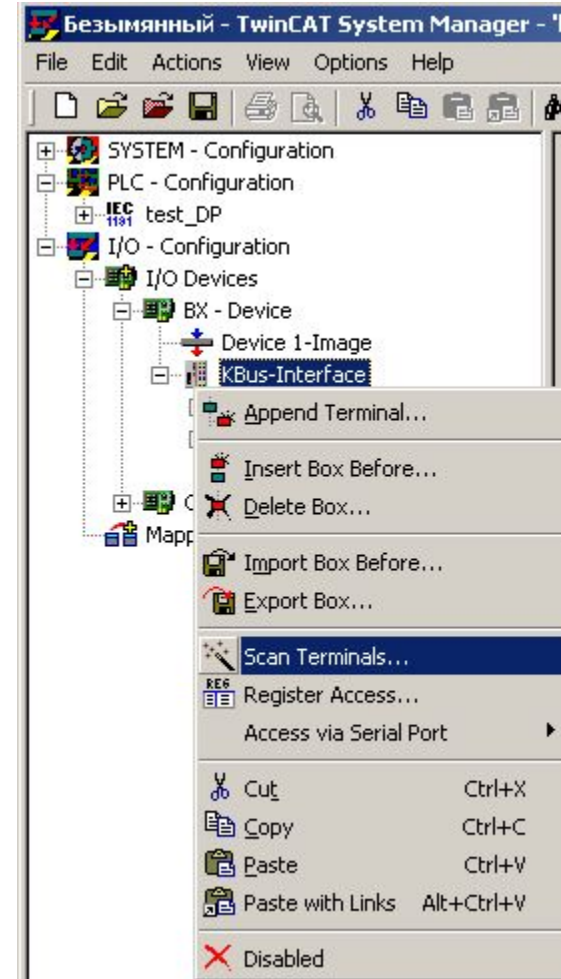 Безымянный - TwinCAT System Manager - '
File Edit Actions View Options Help
SYSTEM - Configuration
PLC - Configuration
IEC 1131 test_DP
I/O - Configuration
I/O Devices
BX - Device
Device 1-Image
KBus-Interface
Append Terminal...
Insert Box Before...
Delete Box...
Mapp
Import Box Before...
Export Box...
Scan Terminals...
REG Register Access...
Access via Serial Port
Cut Ctrl+X
Copy Ctrl+C
Paste Ctrl+V
Paste with Links Alt+Ctrl+V
Disabled